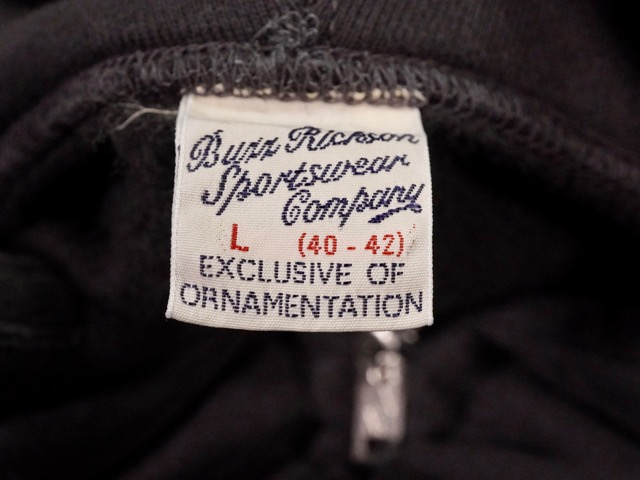 Buzz Rickson
Sportswear
Company
L (40 - 42)
EXCLUSIVE OF
ORNAMENTATION